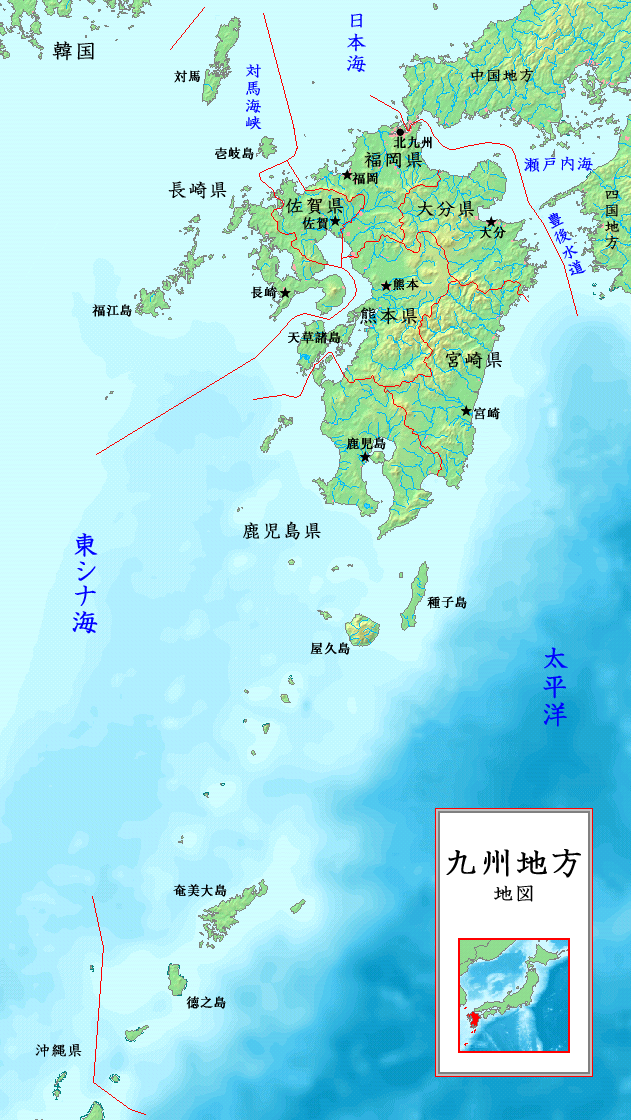 日本海
韓国
対馬
対馬海峡
中国地方
北九州
壱岐島
福岡県
瀬戸内海
福岡
長崎県
四国地方
佐賀県
大分県
佐賀
大分
豊後水道
熊本
長崎
福江島
熊本県
天草諸島
宮崎県
宮崎
鹿児島
鹿児島県
東シナ海
種子島
屋久島
太平洋
九州地方
地図
奄美大島
徳之島
沖縄県